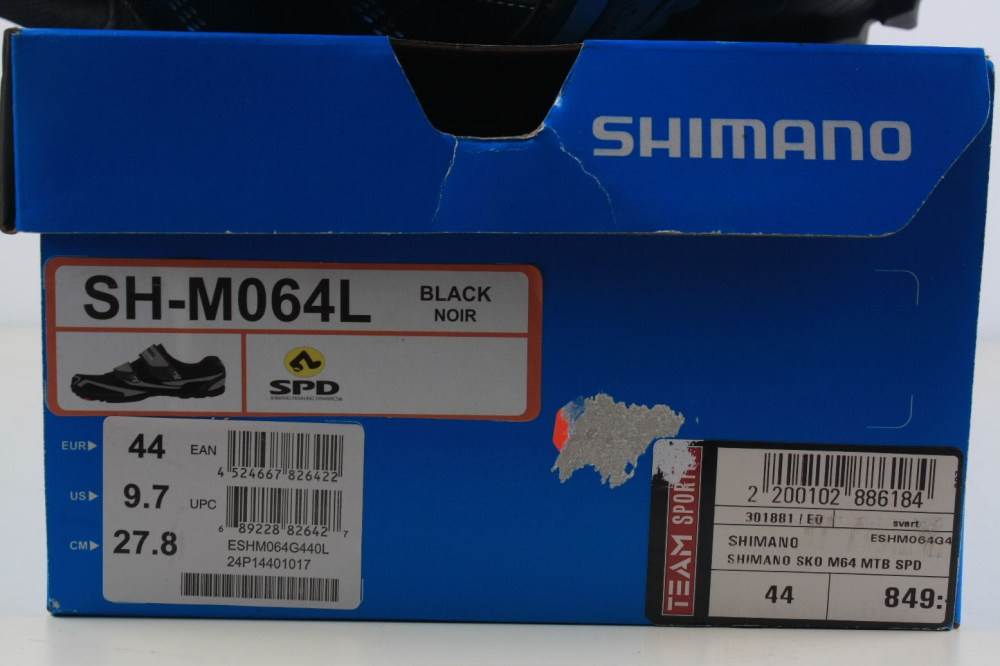 SHIMANO
SH-M064L
BLACK
NOIR
SPD
EUR 44
US 9.7
CM 27.8
EAN
4 524667 826422
UPC
6 89228 82642 7
ESHM064G440L
24P14401017
TEAM SPORT
2 200102 886184
301881 / E0 svart
SHIMANO ESHM064G4
SHIMANO SKO M64 MTB SPD
44 849:-